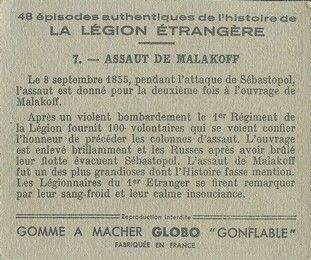 48 épisodes authentiques de l'histoire de
LA LÉGION ÉTRANGÈRE
7. — ASSAUT DE MALAKOFF
Le 8 septembre 1855, pendant l'attaque de Sébastopol,
l'assaut est donné pour la deuxième fois à l'ouvrage de
Malakoff.
Après un violent bombardement le 1er Régiment de
la Légion fournit 100 volontaires qui se voient confier
l'honneur de précéder les colonnes d'assaut. L'ouvrage
est enlevé brillamment et les Russes après avoir brûlé
leur flotte évacuent Sébastopol. L'assaut de Malakoff
fut un des plus grandioses dont l'Histoire fasse mention.
Les Légionnaires du 1er Etranger se firent remarquer
par leur sang-froid et leur calme insouciance.
Reproduction interdite
GOMME A MACHER GLOBO "GONFLABLE"
FABRIQUÉE EN FRANCE